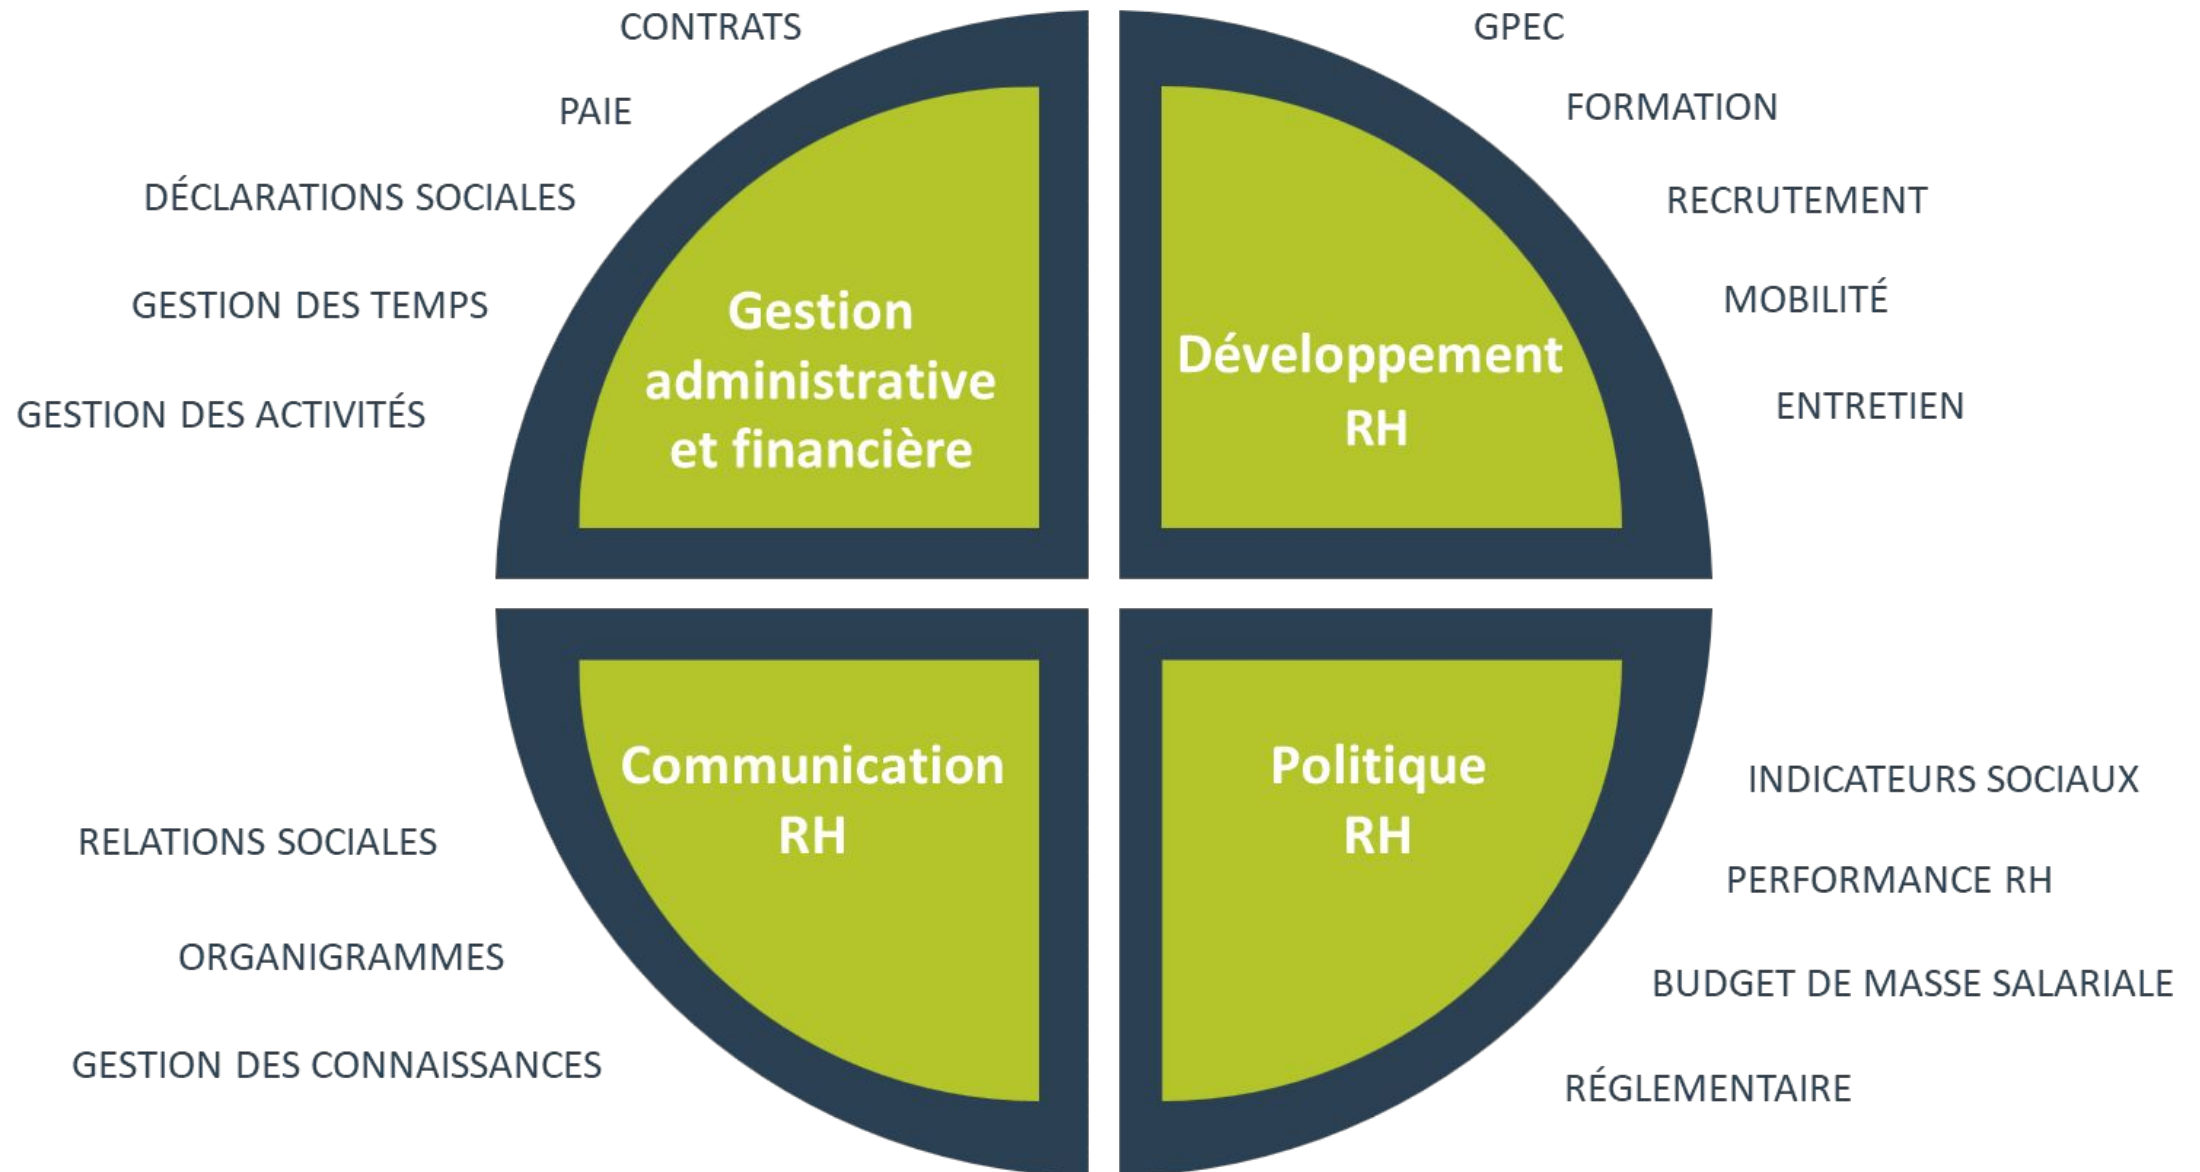 CONTRATS
PAIE
DÉCLARATIONS SOCIALES
GESTION DES TEMPS
GESTION DES ACTIVITÉS
Gestion
administrative
et financière
GPEC
FORMATION
RECRUTEMENT
MOBILITÉ
ENTRETIEN
Développement
RH
Communication
RH
RELATIONS SOCIALES
ORGANIGRAMMES
GESTION DES CONNAISSANCES
Politique
RH
INDICATEURS SOCIAUX
PERFORMANCE RH
BUDGET DE MASSE SALARIALE
RÉGLEMENTAIRE